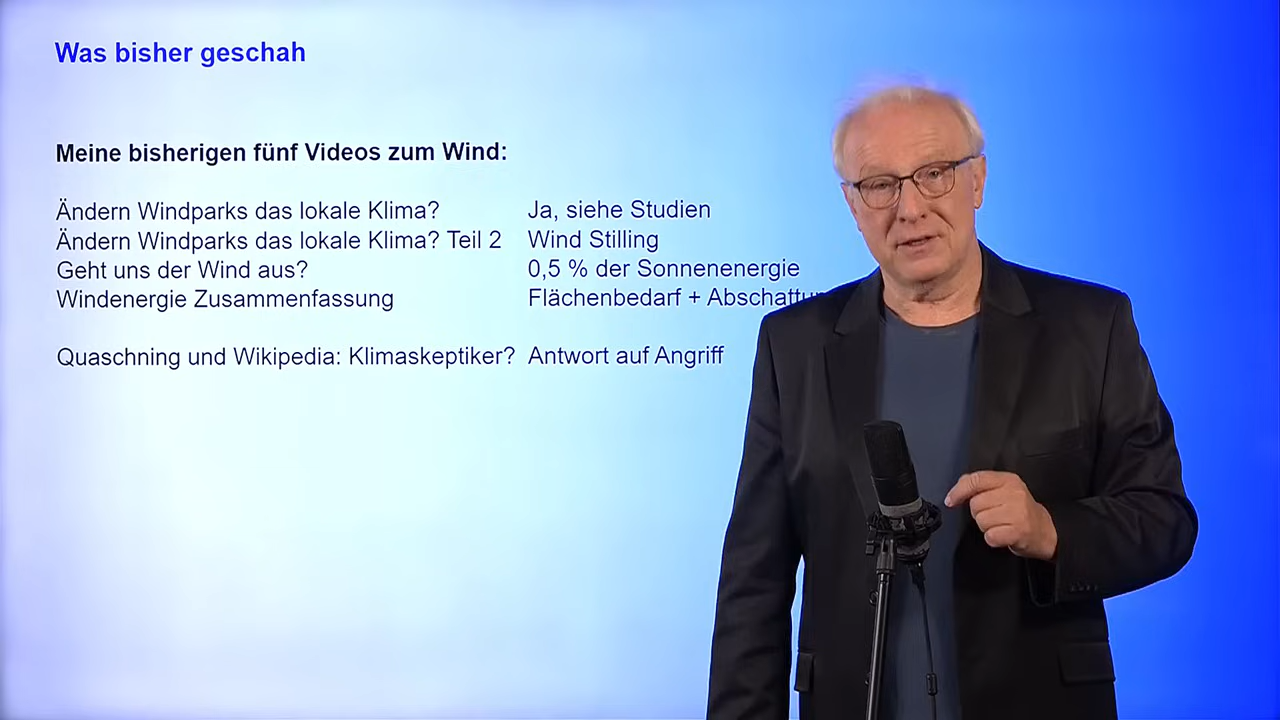 Was bisher geschah
Meine bisherigen fünf Videos zum Wind:
Ändern Windparks das lokale Klima? Ja, siehe Studien
Ändern Windparks das lokale Klima? Teil 2 Wind Stilling
Geht uns der Wind aus? 0,5 % der Sonnenenergie
Windenergie Zusammenfassung Flächenbedarf +
Quaschning und Wikipedia: Klimaskeptiker? Antwort auf Angriff